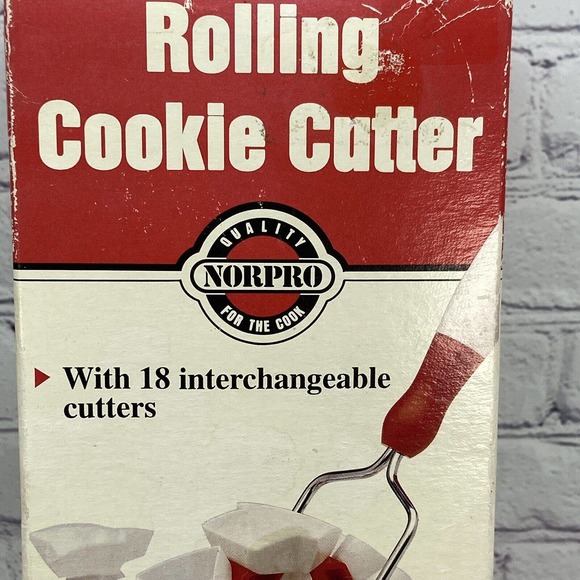 Rolling
Cookie Cutter
QUALITY
NORPRO
FOR THE COOK
With 18 interchangeable
cutters